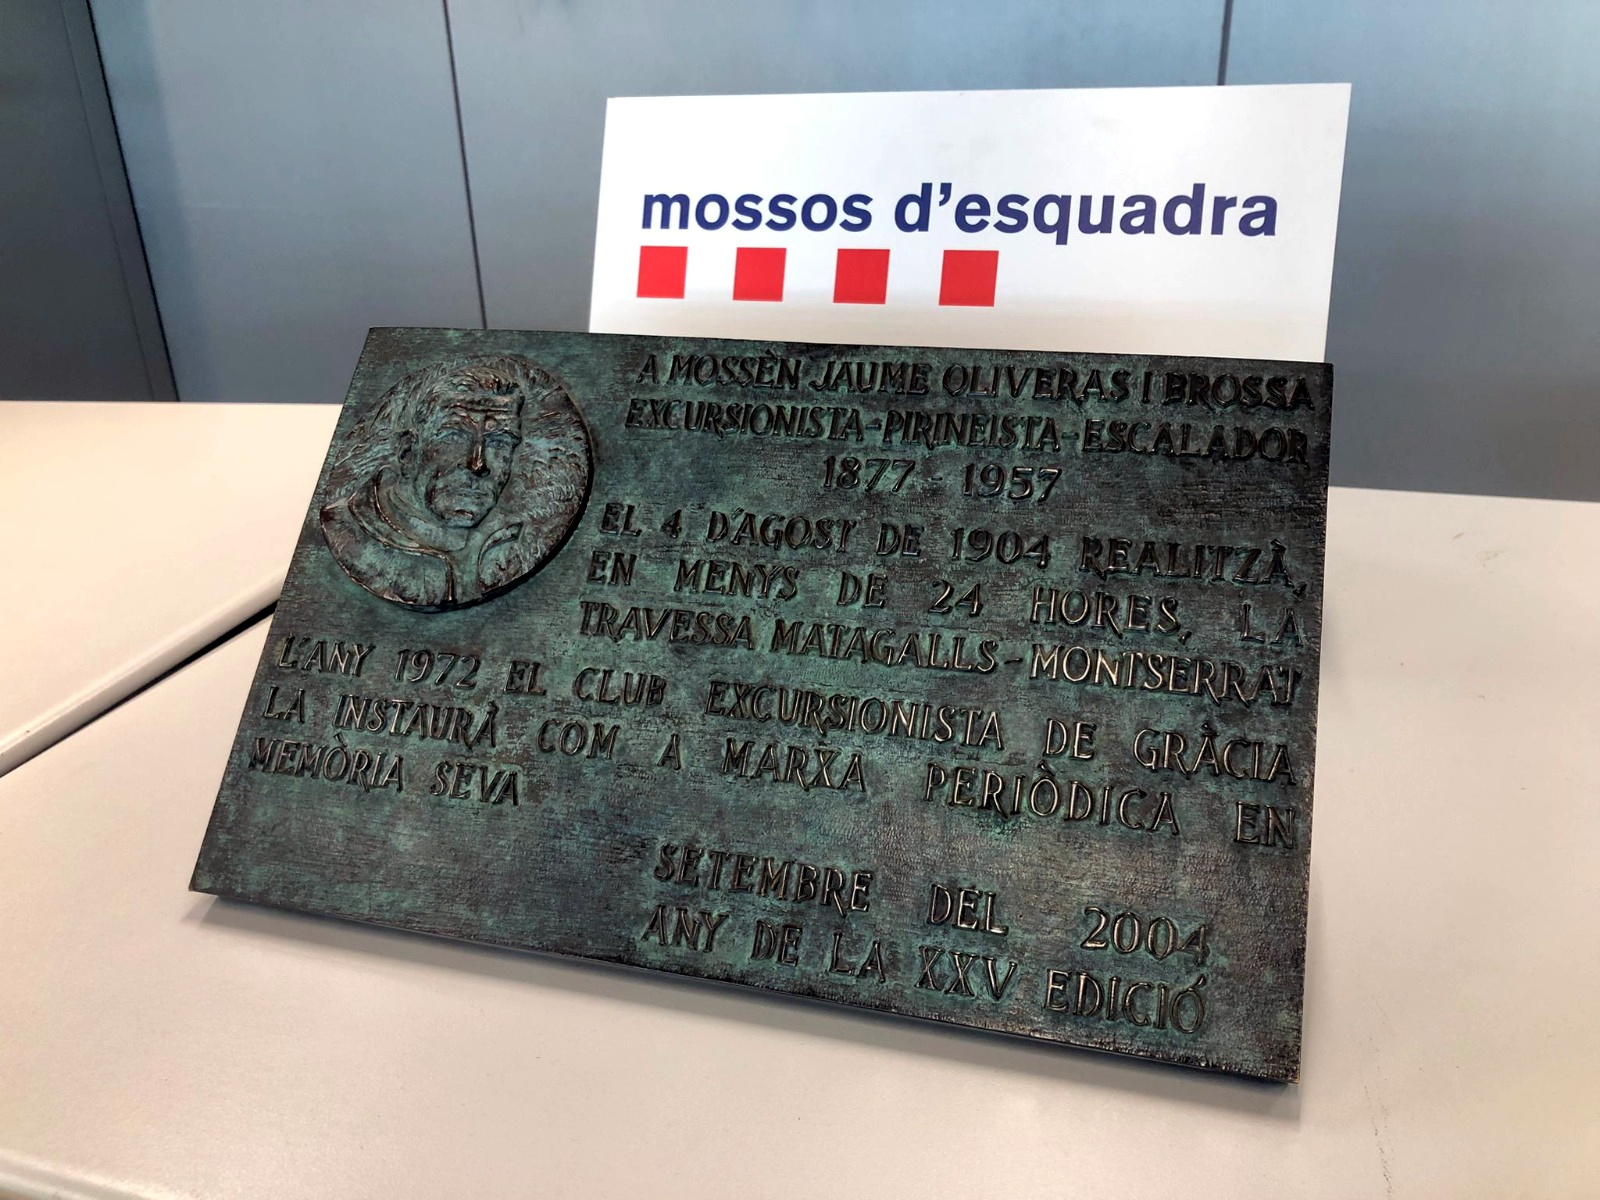 mossos d'esquadra
A MOSSÈN JAUME OLIVERAS I BROSSA
EXCURSIONISTA-PIRINEISTA-ESCALADOR
1877 - 1957
EL 4 D'AGOST DE 1904 REALITZÀ,
EN MENYS DE 24 HORES, LA
TRAVESSA MATAGALLS-MONTSERRAT
L'ANY 1972 EL CLUB EXCURSIONISTA DE GRÀCIA
LA INSTAURÀ COM A MARXA PERIÒDICA EN
MEMÒRIA SEVA
SETEMBRE DEL 2004
ANY DE LA XXV EDICIÓ